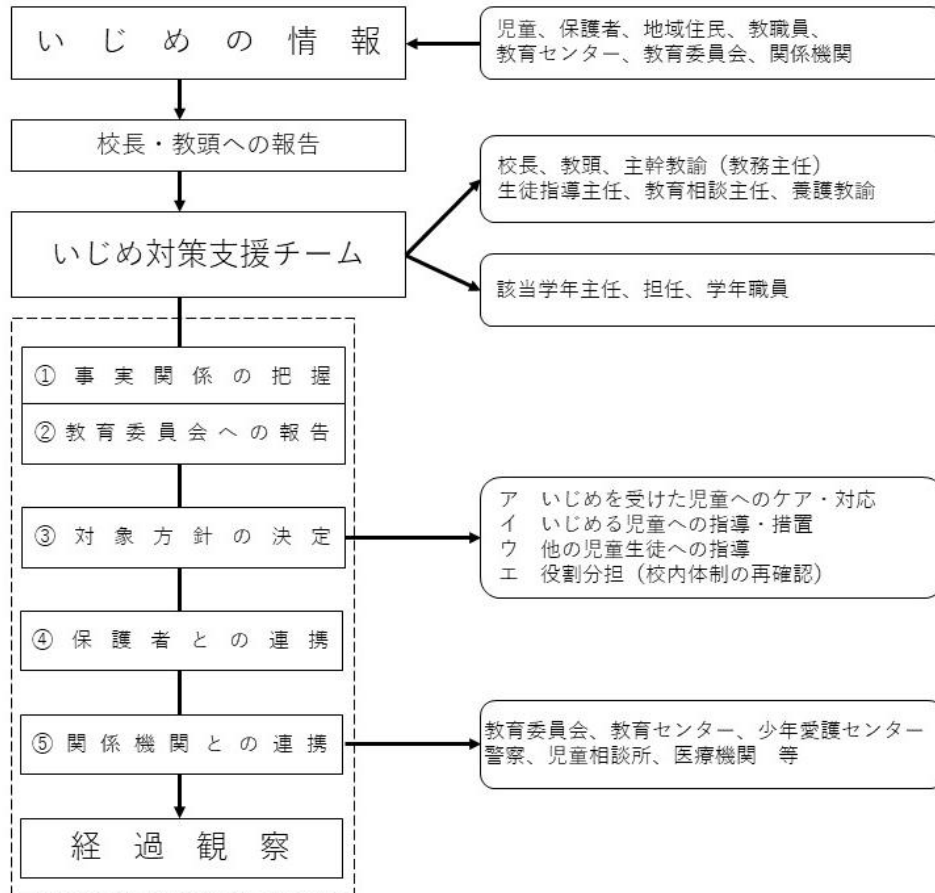 いじめの情報
児童、保護者、地域住民、教職員、
教育センター、教育委員会、関係機関
校長・教頭への報告
校長、教頭、主幹教諭（教務主任）
生徒指導主任、教育相談主任、養護教諭
いじめ対策支援チーム
該当学年主任、担任、学年職員
①事実関係の把握
②教育委員会への報告
③対象方針の決定
ア　いじめを受けた児童へのケア・対応
イ　いじめる児童への指導・措置
ウ　他の児童生徒への指導
エ　役割分担（校内体制の再確認）
④保護者との連携
⑤関係機関との連携
教育委員会、教育センター、少年愛護センター
警察、児童相談所、医療機関　等
経過観察